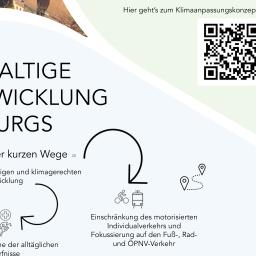 Hier geht's zum Klimaanpassungskonzep
ALTIGE
WICKLUNG
URGS
er kurzen Wege
igen und klimagerechten
icklung
Einschränkung des motorisierten
Individualverkehrs und
Fokussierung auf den Fuß-, Rad-
und ÖPNV-Verkehr
ne der alltäglichen
rfnisse